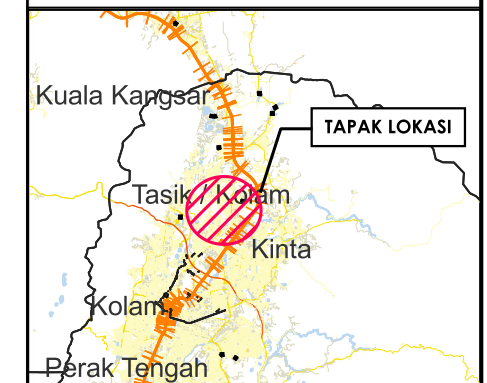 Kuala Kangsar
TAPAK LOKASI
Tasik / Kolam
Kinta
Kolam
Perak Tengah